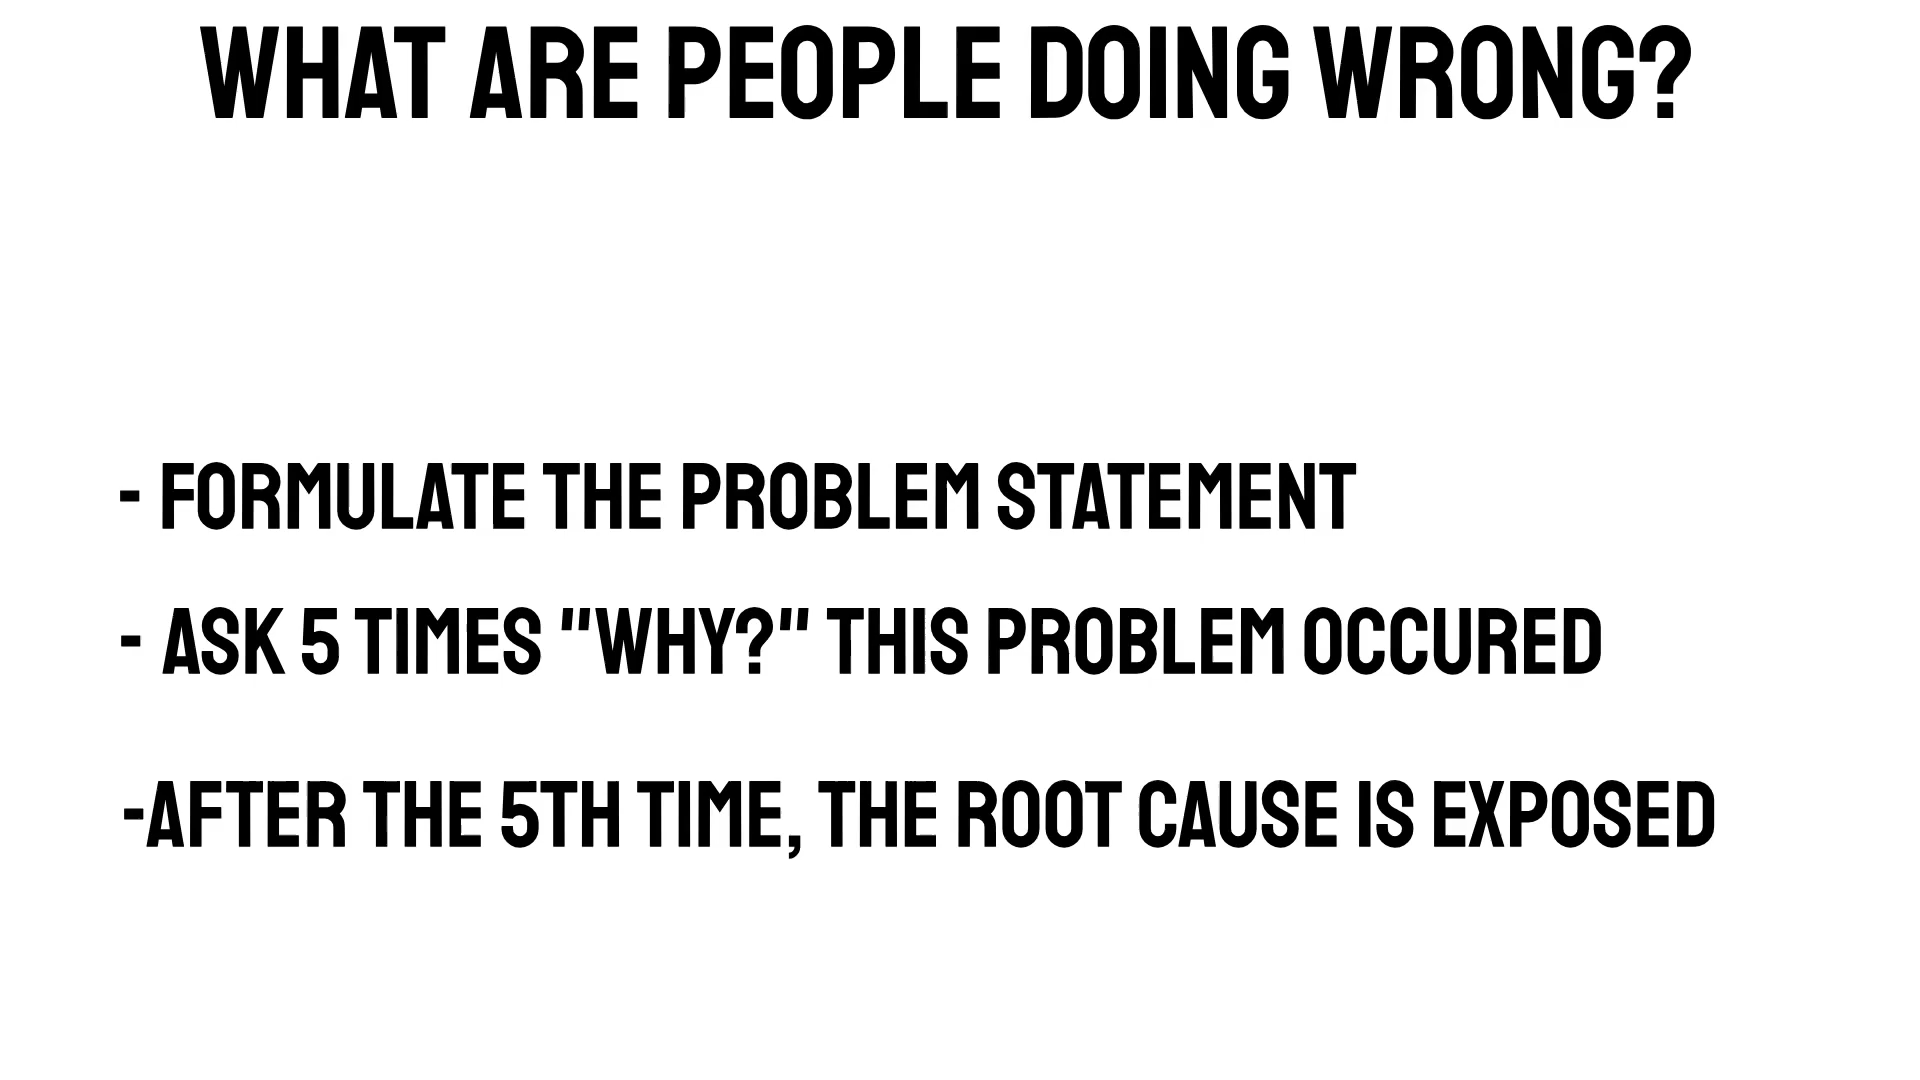 WHAT ARE PEOPLE DOING WRONG?
- FORMULATE THE PROBLEM STATEMENT
- ASK 5 TIMES "WHY?" THIS PROBLEM OCCURED
-AFTER THE 5TH TIME, THE ROOT CAUSE IS EXPOSED